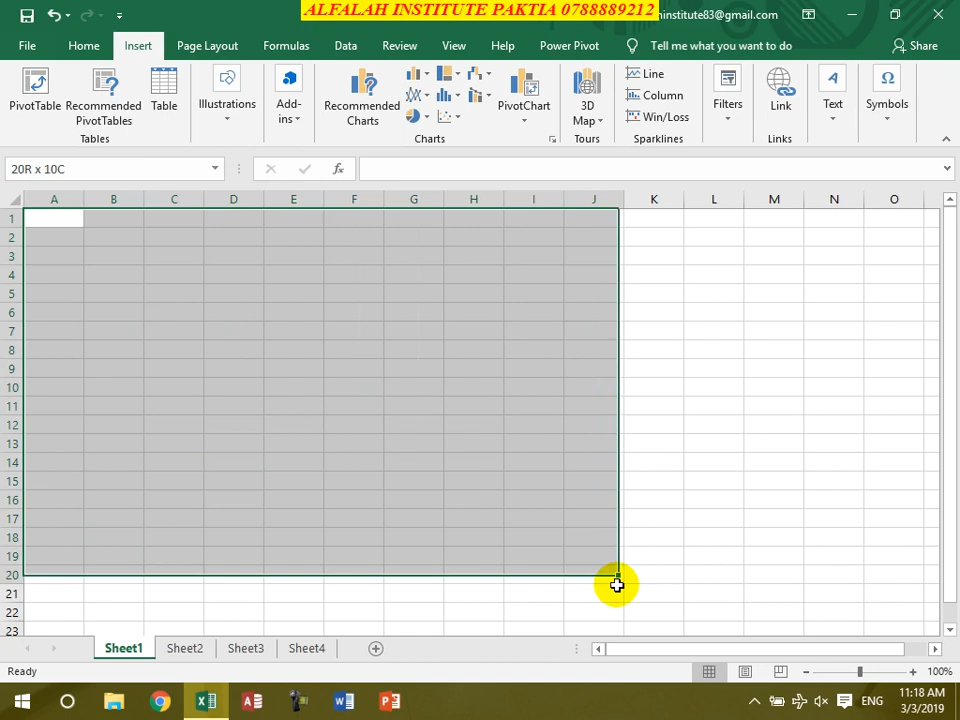 ALFALAH INSTITUTE PAKTIA 0788889212
hinstitute83@gmail.com
File Home Insert Page Layout Formulas Data Review View Help Power Pivot Tell me what you want to do Share
PivotTable Recommended PivotTables Table Illustrations Add-ins Recommended Charts PivotChart 3D Map Line Column Win/Loss Filters Link Text Symbols
Tables Charts Tours Sparklines Links
20R x 10C fx
A B C D E F G H I J K L M N O
1
2
3
4
5
6
7
8
9
10
11
12
13
14
15
16
17
18
19
20
21
22
23
Sheet1 Sheet2 Sheet3 Sheet4
Ready 100%
ENG 11:18 AM
3/3/2019